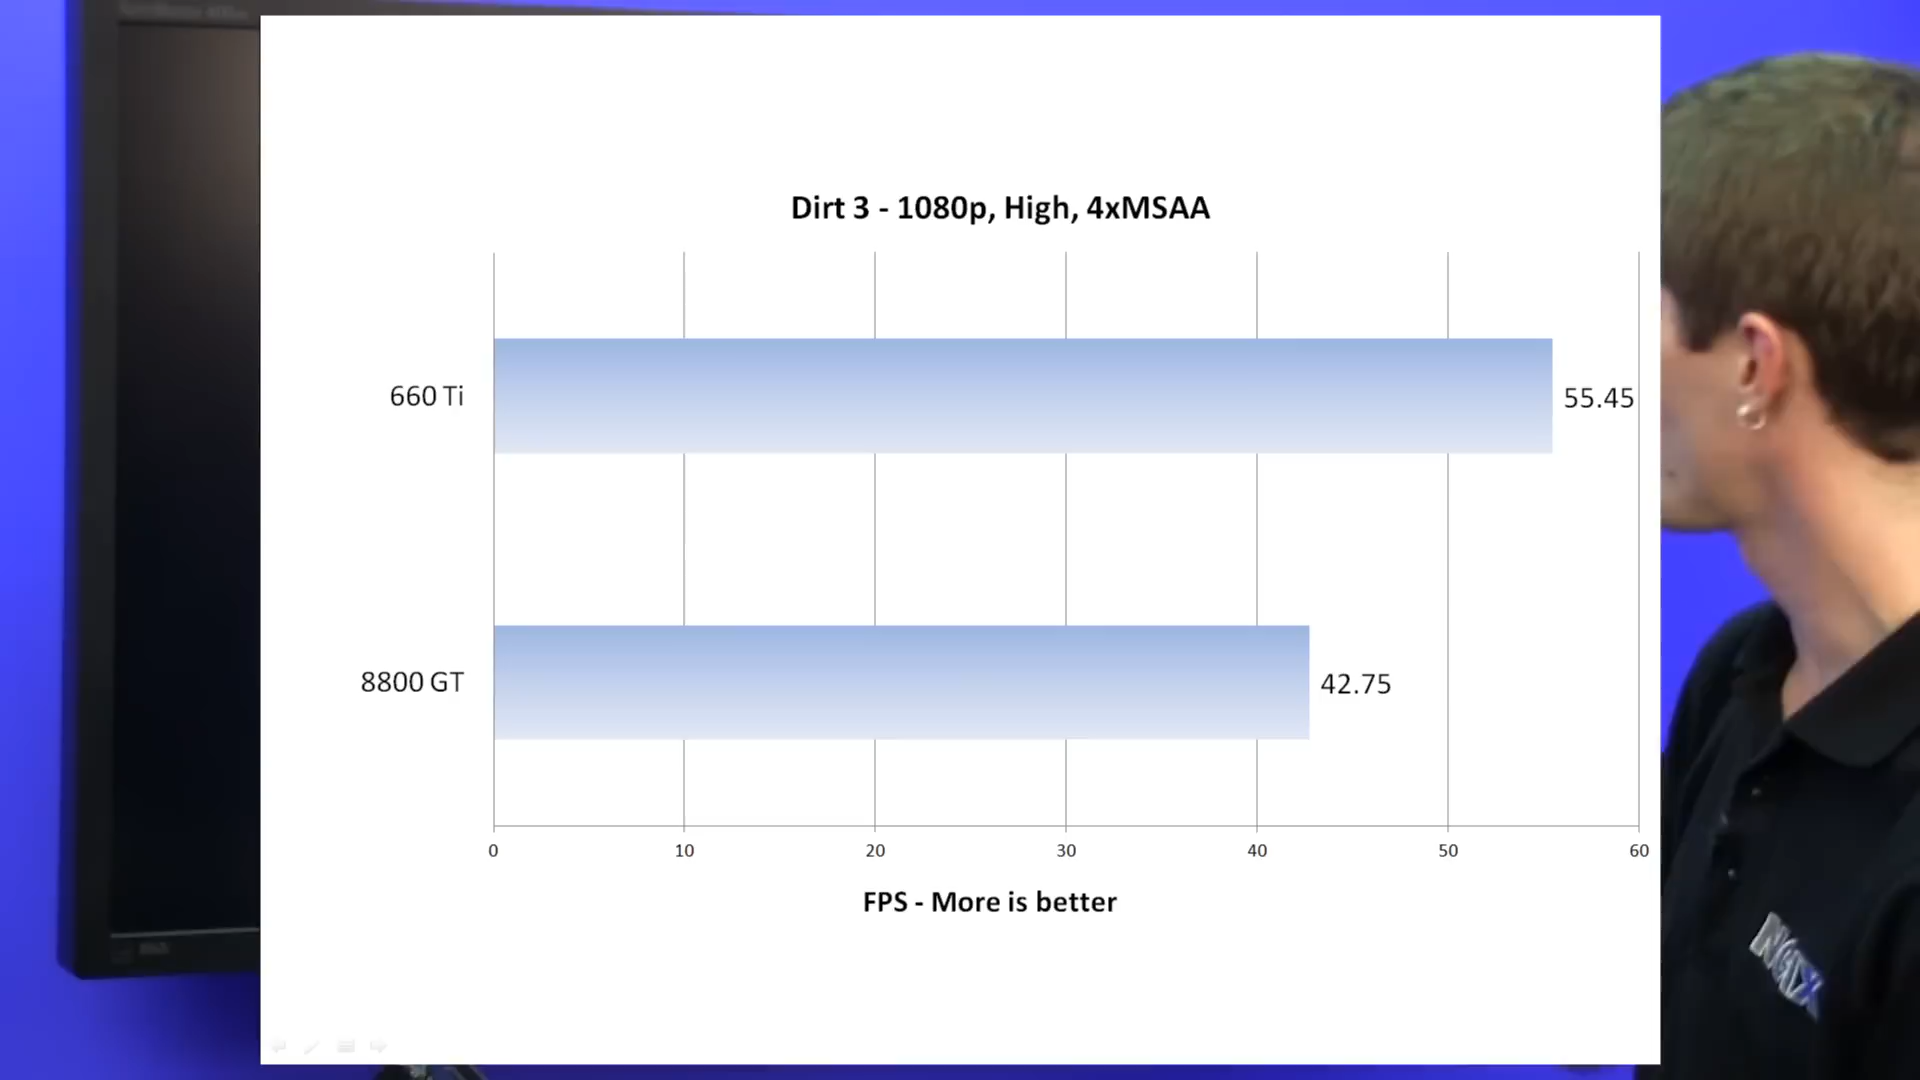 Dirt 3 - 1080p, High, 4xMSAA
660 Ti
55.45
8800 GT
42.75
0 10 20 30 40 50 60
FPS - More is better
NCIX